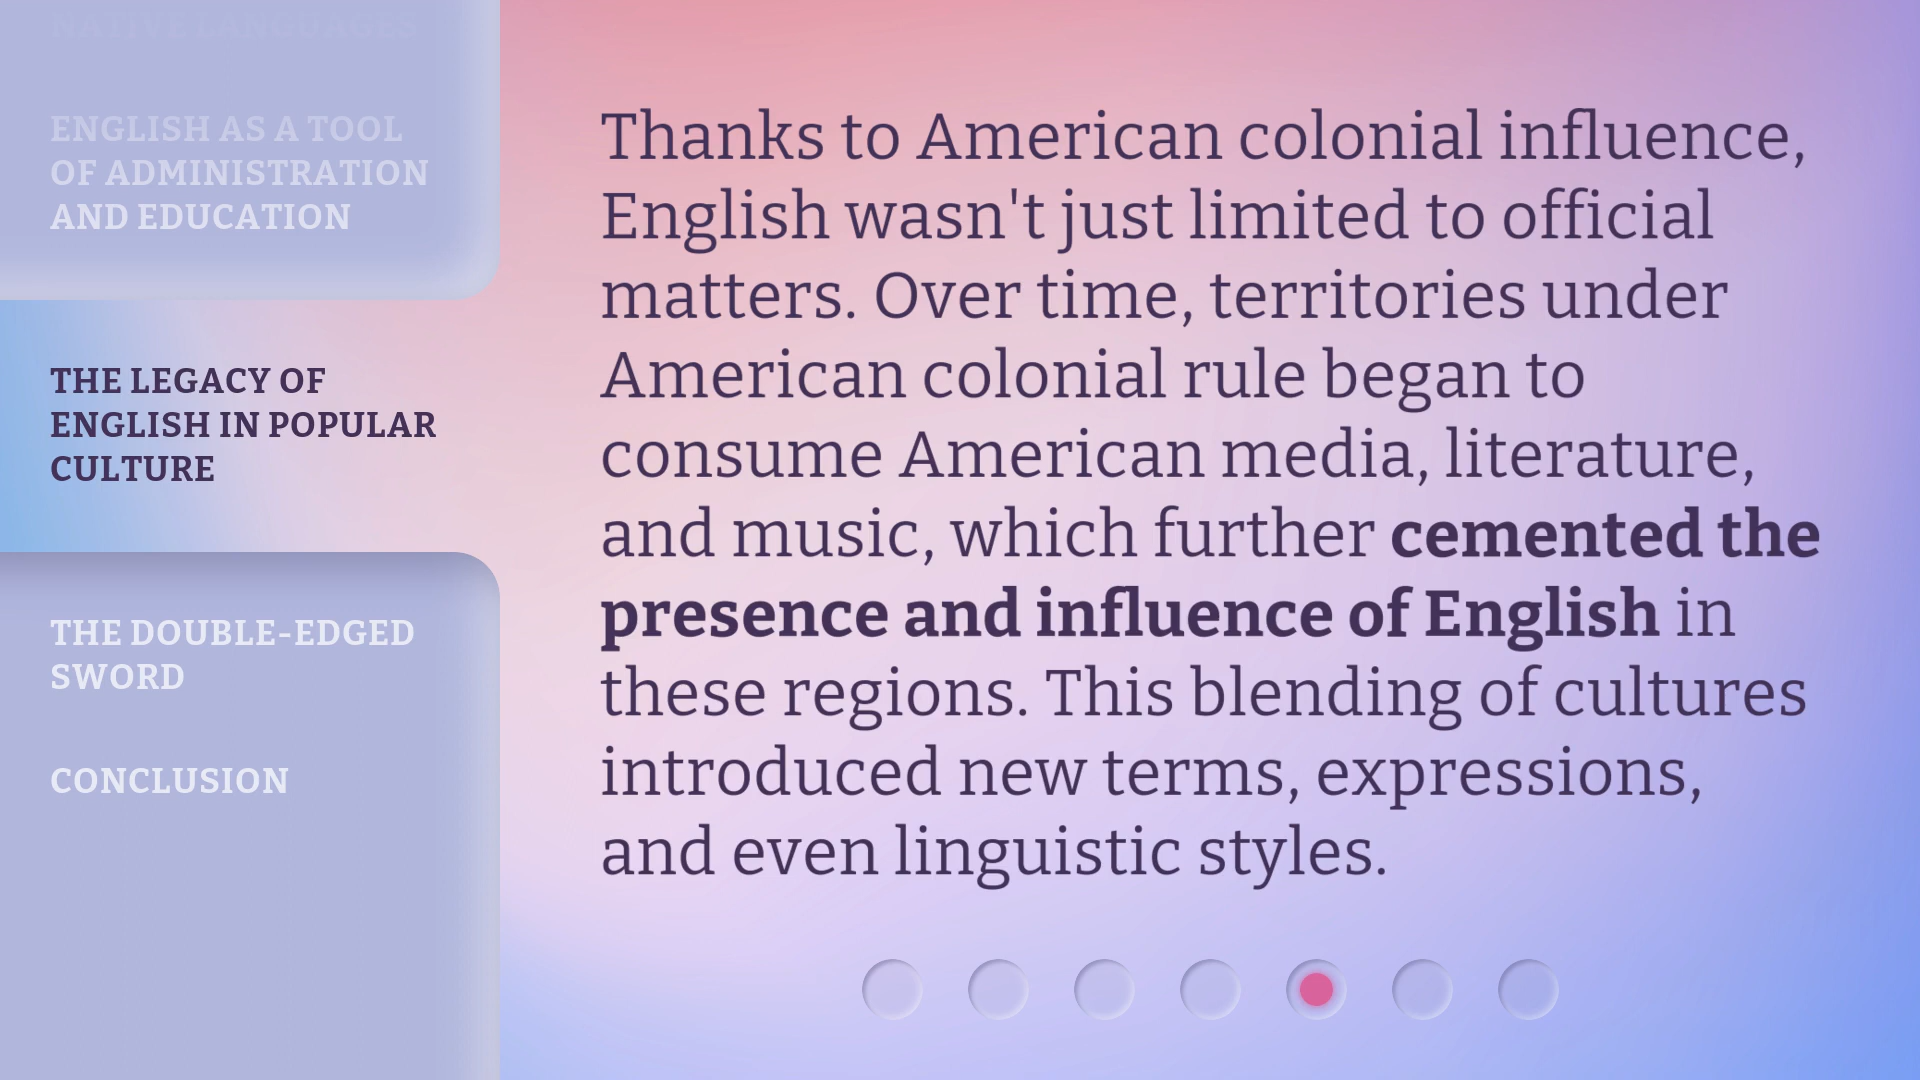 NATIVE LANGUAGES
ENGLISH AS A TOOL
OF ADMINISTRATION
AND EDUCATION
THE LEGACY OF
ENGLISH IN POPULAR
CULTURE
THE DOUBLE-EDGED
SWORD
CONCLUSION
Thanks to American colonial influence,
English wasn't just limited to official
matters. Over time, territories under
American colonial rule began to
consume American media, literature,
and music, which further cemented the
presence and influence of English in
these regions. This blending of cultures
introduced new terms, expressions,
and even linguistic styles.